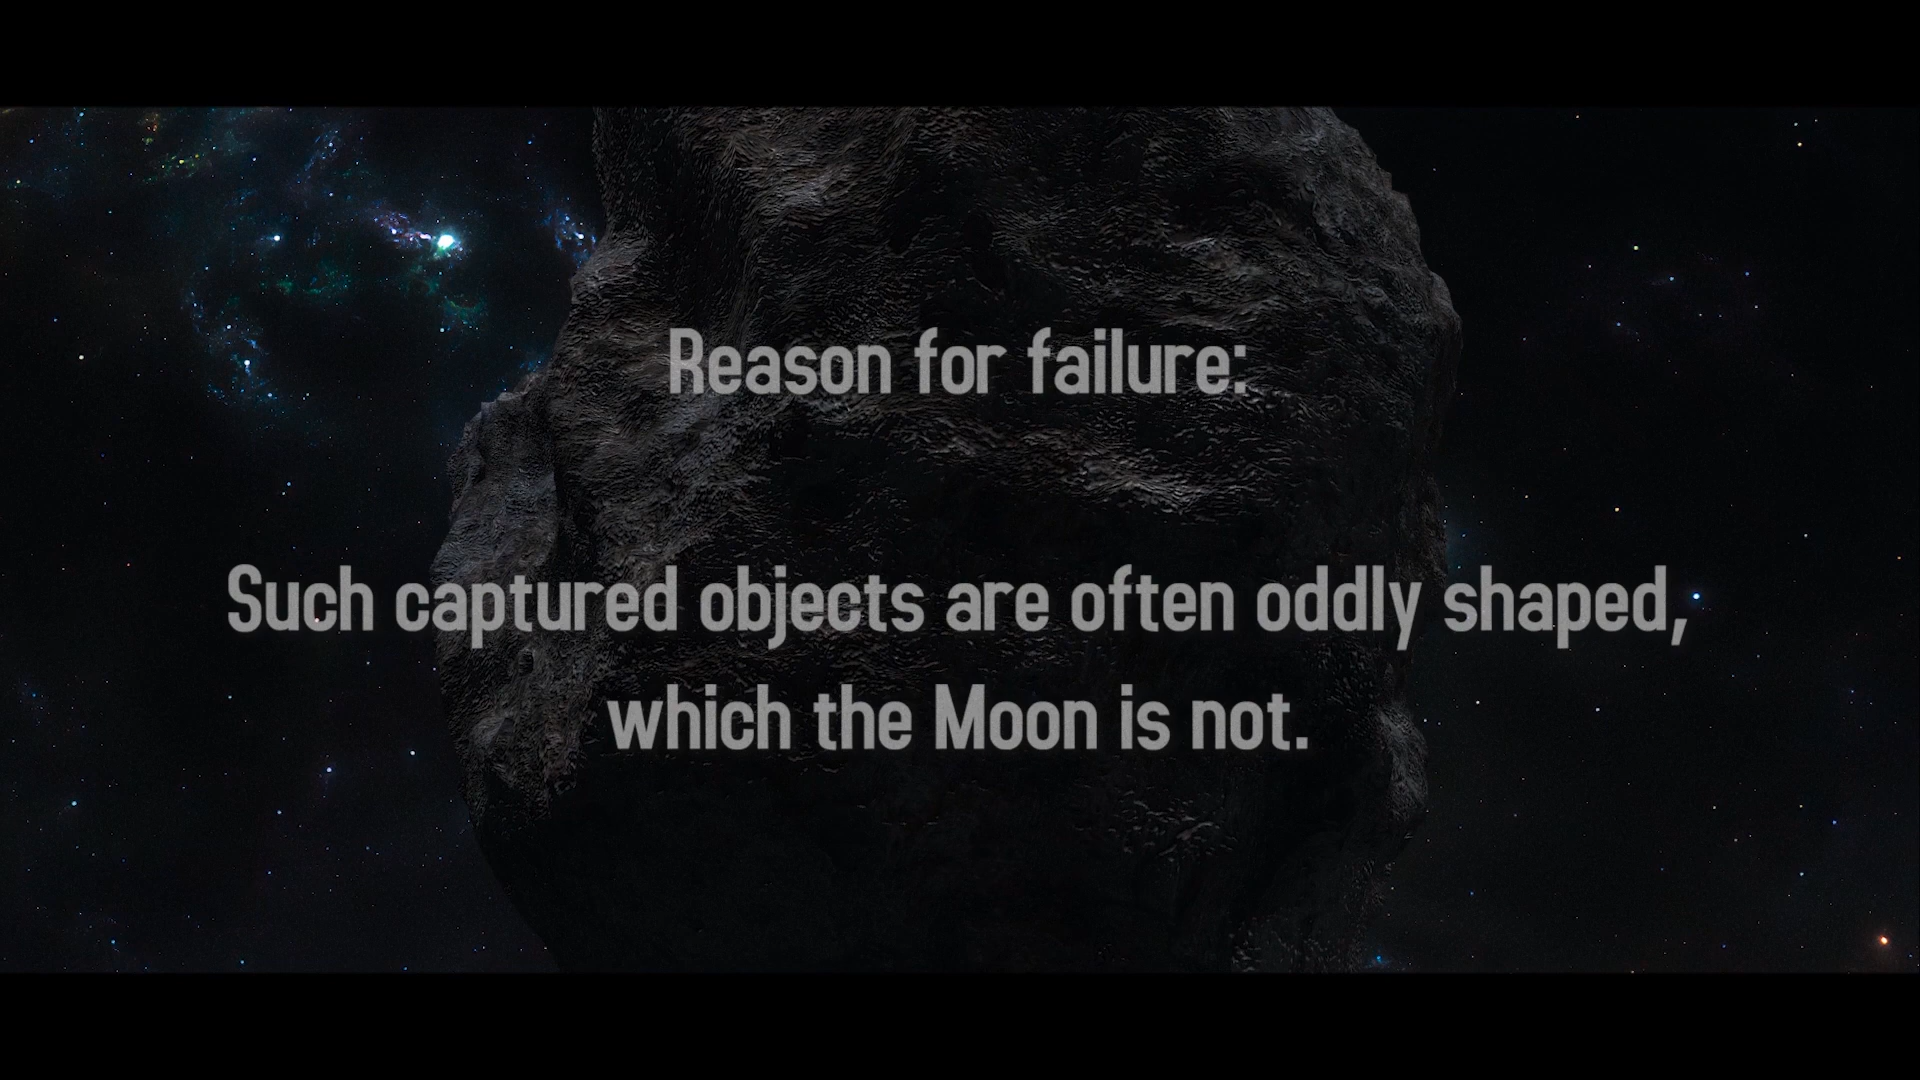 Reason for failure:
Such captured objects are often oddly shaped,
which the Moon is not.